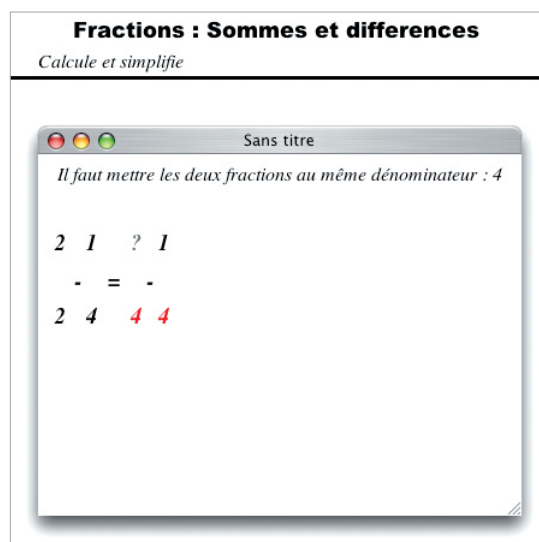 Fractions : Sommes et differences
Calcule et simplifie
Sans titre
Il faut mettre les deux fractions au même dénominateur : 4
2 1 ? 1
- = -
2 4 4 4